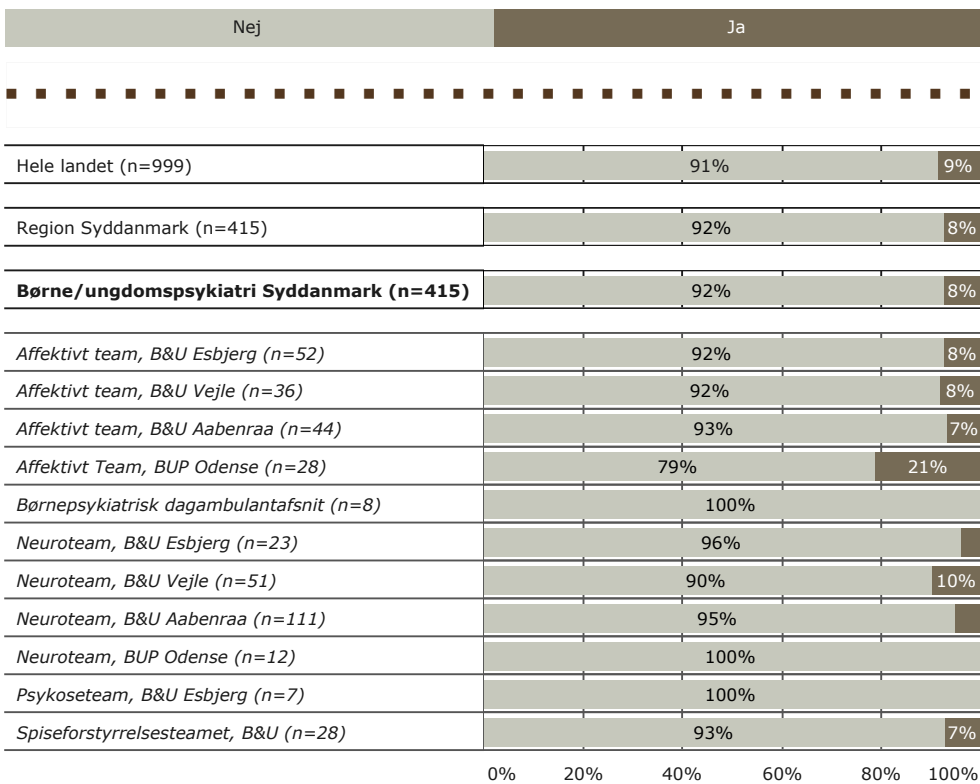 Nej Ja
Hele landet (n=999) 91% 9%
Region Syddanmark (n=415) 92% 8%
Børne/ungdomspsykiatri Syddanmark (n=415) 92% 8%
Affektivt team, B&U Esbjerg (n=52) 92% 8%
Affektivt team, B&U Vejle (n=36) 92% 8%
Affektivt team, B&U Aabenraa (n=44) 93% 7%
Affektivt Team, BUP Odense (n=28) 79% 21%
Børnepsykiatrisk dagambulantafsnit (n=8) 100%
Neuroteam, B&U Esbjerg (n=23) 96%
Neuroteam, B&U Vejle (n=51) 90% 10%
Neuroteam, B&U Aabenraa (n=111) 95%
Neuroteam, BUP Odense (n=12) 100%
Psykoseteam, B&U Esbjerg (n=7) 100%
Spiseforstyrrelsesteamet, B&U (n=28) 93% 7%
0% 20% 40% 60% 80% 100%